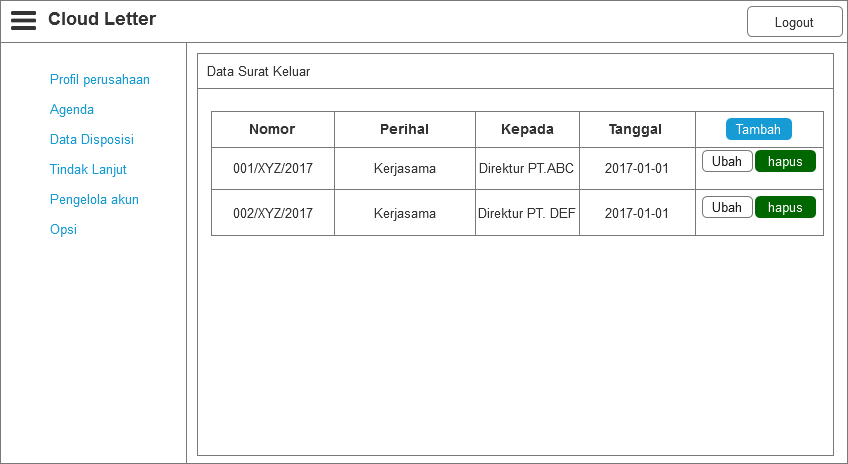 Cloud Letter
Logout
Profil perusahaan
Agenda
Data Disposisi
Tindak Lanjut
Pengelola akun
Opsi
Data Surat Keluar
Nomor Perihal Kepada Tanggal Tambah
001/XYZ/2017 Kerjasama Direktur PT.ABC 2017-01-01 Ubah hapus
002/XYZ/2017 Kerjasama Direktur PT. DEF 2017-01-01 Ubah hapus